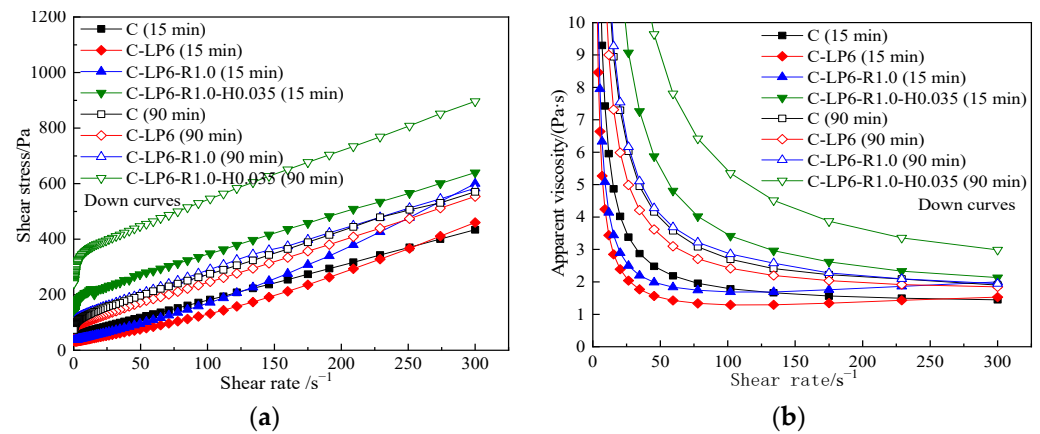 (a)
1200
1000
800
600
400
200
0
Shear stress/Pa
C (15 min)
C-LP6 (15 min)
C-LP6-R1.0 (15 min)
C-LP6-R1.0-H0.035 (15 min)
C (90 min)
C-LP6 (90 min)
C-LP6-R1.0 (90 min)
C-LP6-R1.0-H0.035 (90 min)
Down curves
0 50 100 150 200 250 300
Shear rate /s⁻¹
(a)
10
9
8
7
6
5
4
3
2
1
0
Apparent viscosity/(Pa·s)
C (15 min)
C-LP6 (15 min)
C-LP6-R1.0 (15 min)
C-LP6-R1.0-H0.035 (15 min)
C (90 min)
C-LP6 (90 min)
C-LP6-R1.0 (90 min)
C-LP6-R1.0-H0.035 (90 min)
Down curves
0 50 100 150 200 250 300
Shear rate/s⁻¹
(b)